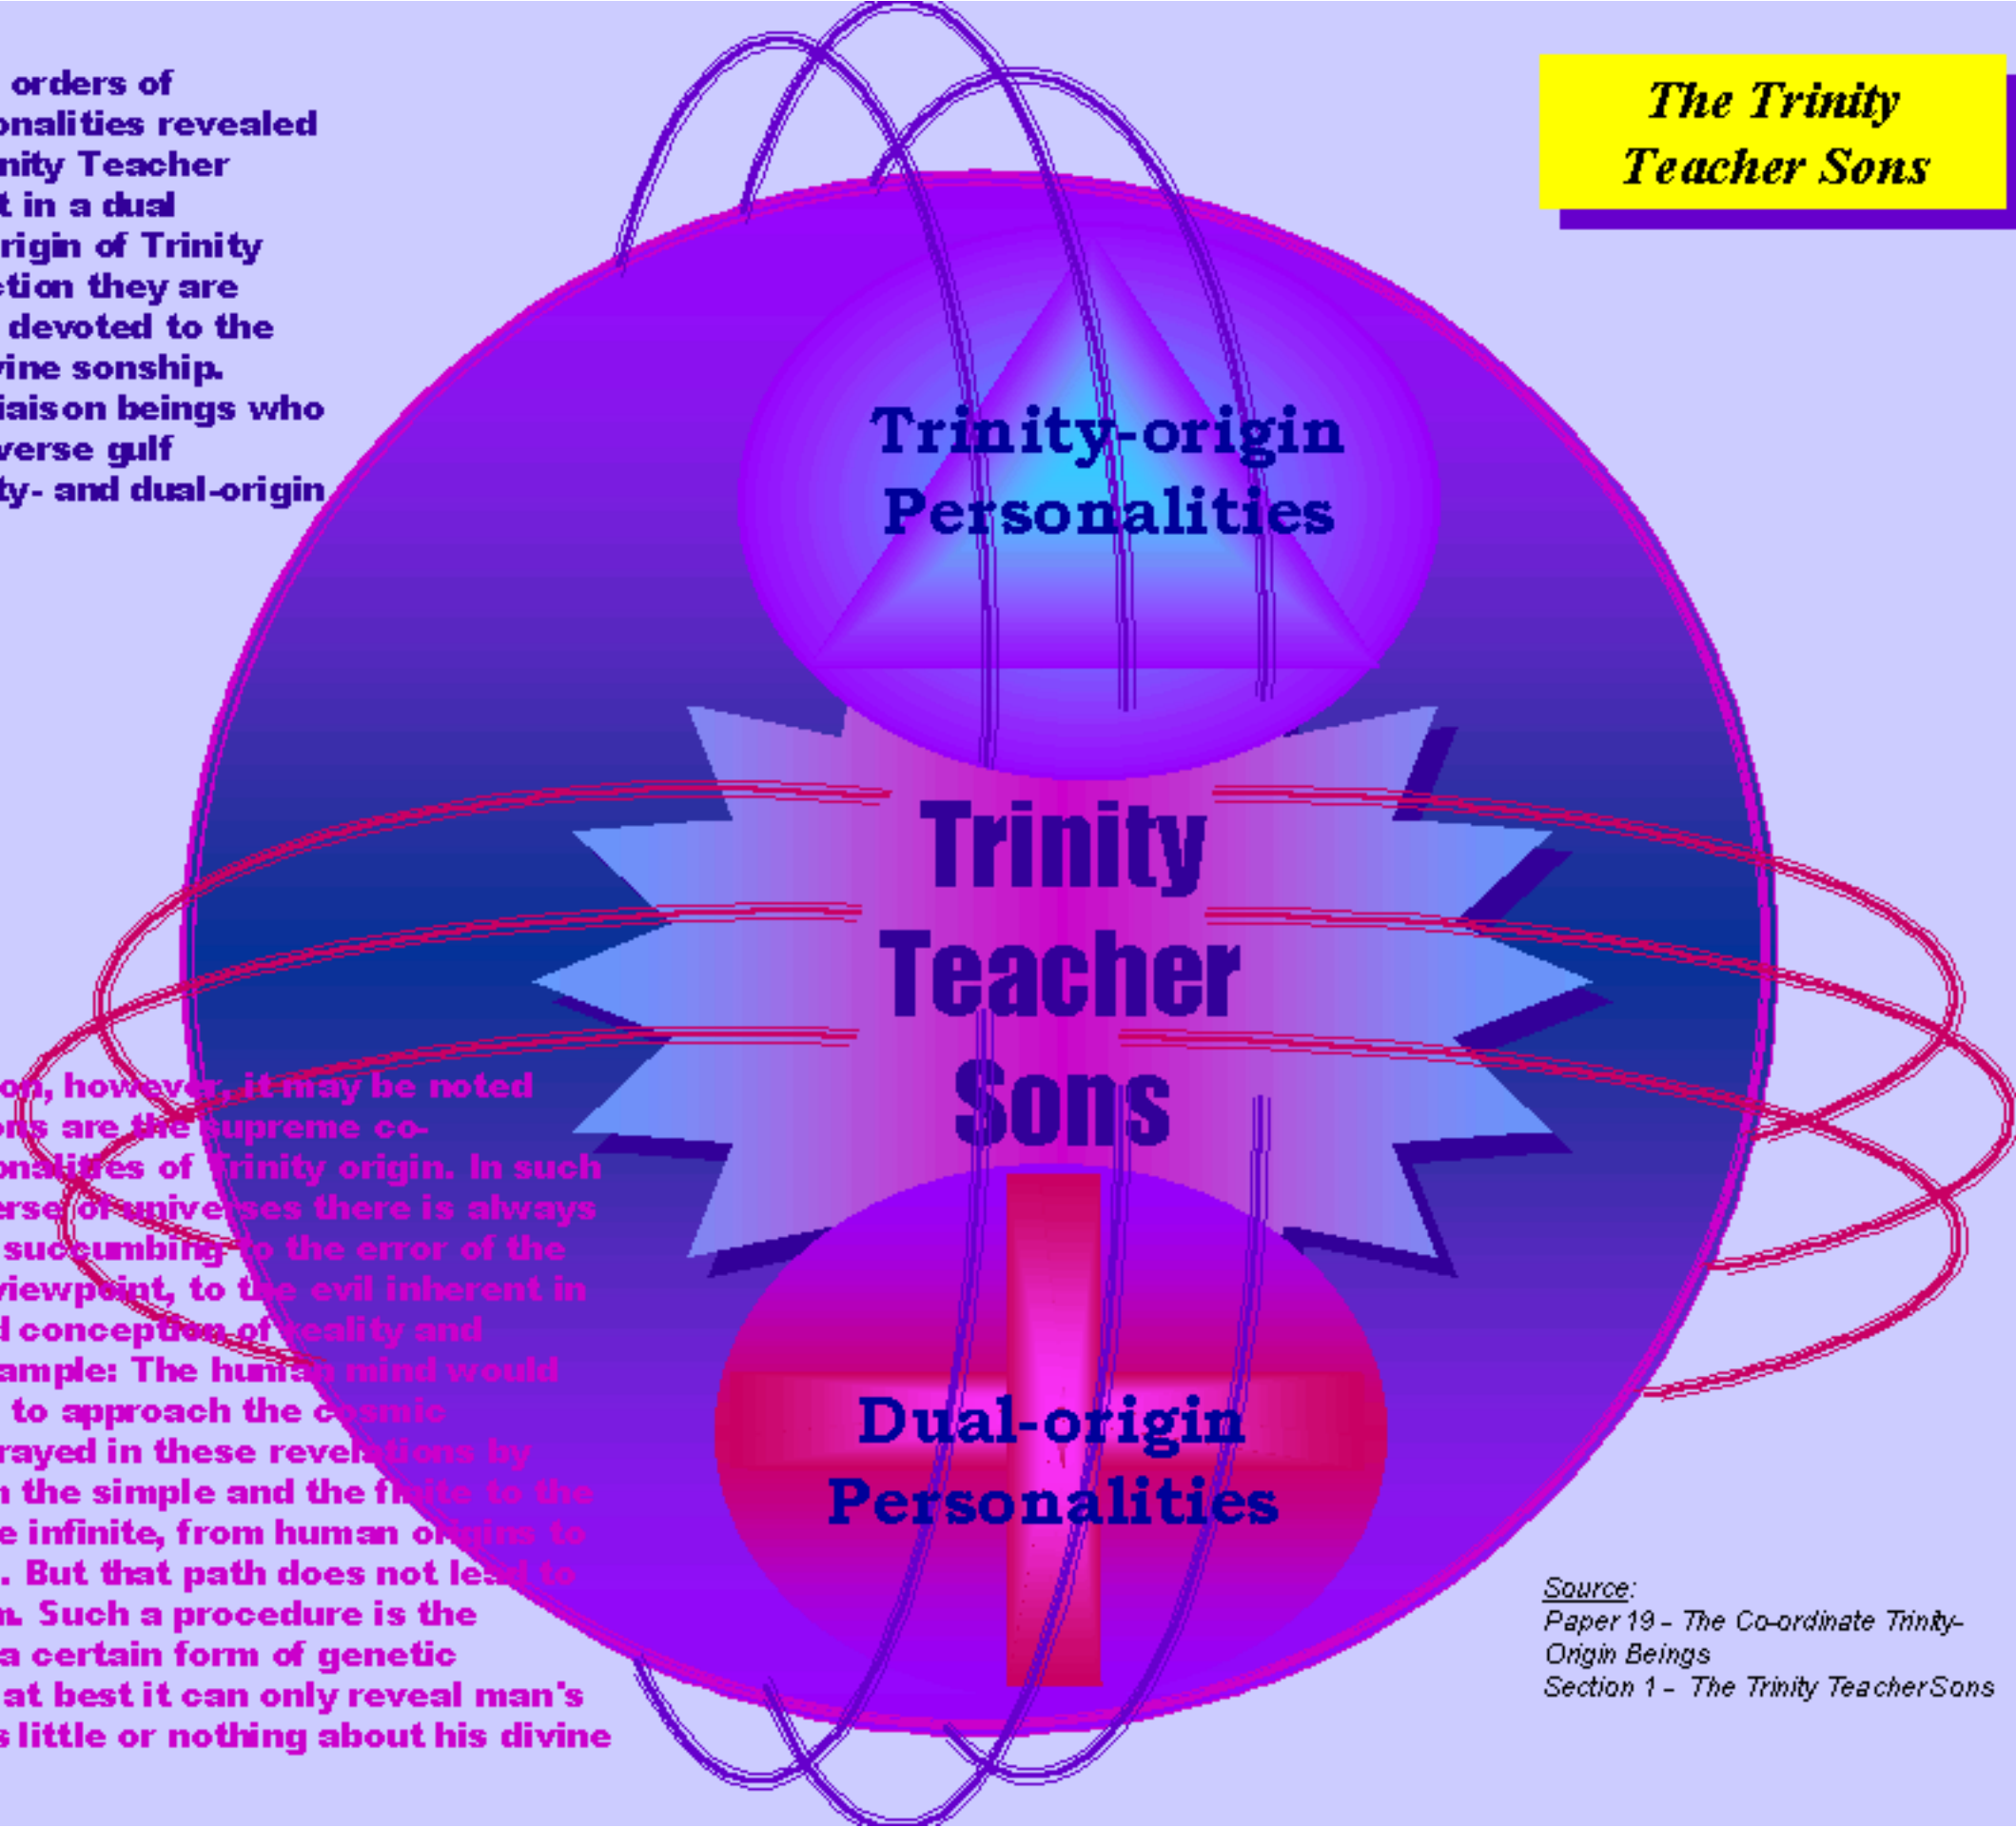 orders of
onalities revealed
nity Teacher
t in a dual
rigin of Trinity
ction they are
devoted to the
vine sonship.
iaison beings who
verse gulf
ty- and dual-origin
The Trinity
Teacher Sons
Trinity-origin
Personalities
Trinity
Teacher
Sons
Dual-origin
Personalities
on, however, it may be noted
ons are the supreme co-
onalities of Trinity origin. In such
erse of universes there is always
succumbing to the error of the
viewpoint, to the evil inherent in
d conception of reality and
ample: The human mind would
to approach the cosmic
rayed in these revelations by
n the simple and the finite to the
e infinite, from human origins to
. But that path does not lead to
m. Such a procedure is the
a certain form of genetic
at best it can only reveal man's
s little or nothing about his divine
Source:
Paper 19 - The Co-ordinate Trinity-
Origin Beings
Section 1 - The Trinity Teacher Sons